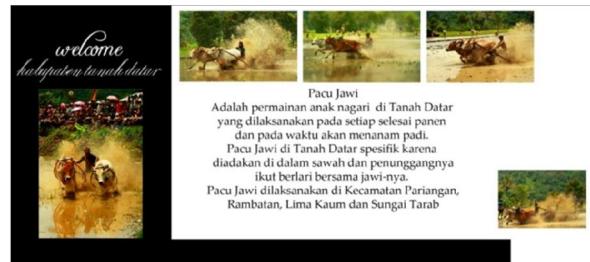 welcome
kabupaten tanah datar
Pacu Jawi
Adalah permainan anak nagari di Tanah Datar
yang dilaksanakan pada setiap selesai panen
dan pada waktu akan menanam padi.
Pacu Jawi di Tanah Datar spesifik karena
diadakan di dalam sawah dan penunggangnya
ikut berlari bersama jawi-nya.
Pacu Jawi dilaksanakan di Kecamatan Pariangan,
Rambatan, Lima Kaum dan Sungai Tarab